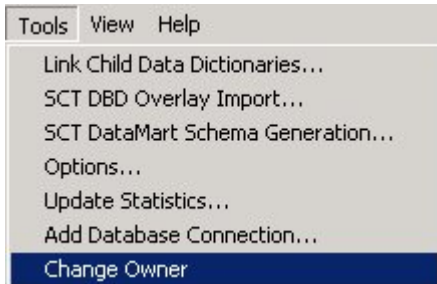 Tools View Help
Link Child Data Dictionaries...
SCT DBD Overlay Import...
SCT DataMart Schema Generation...
Options...
Update Statistics...
Add Database Connection...
Change Owner